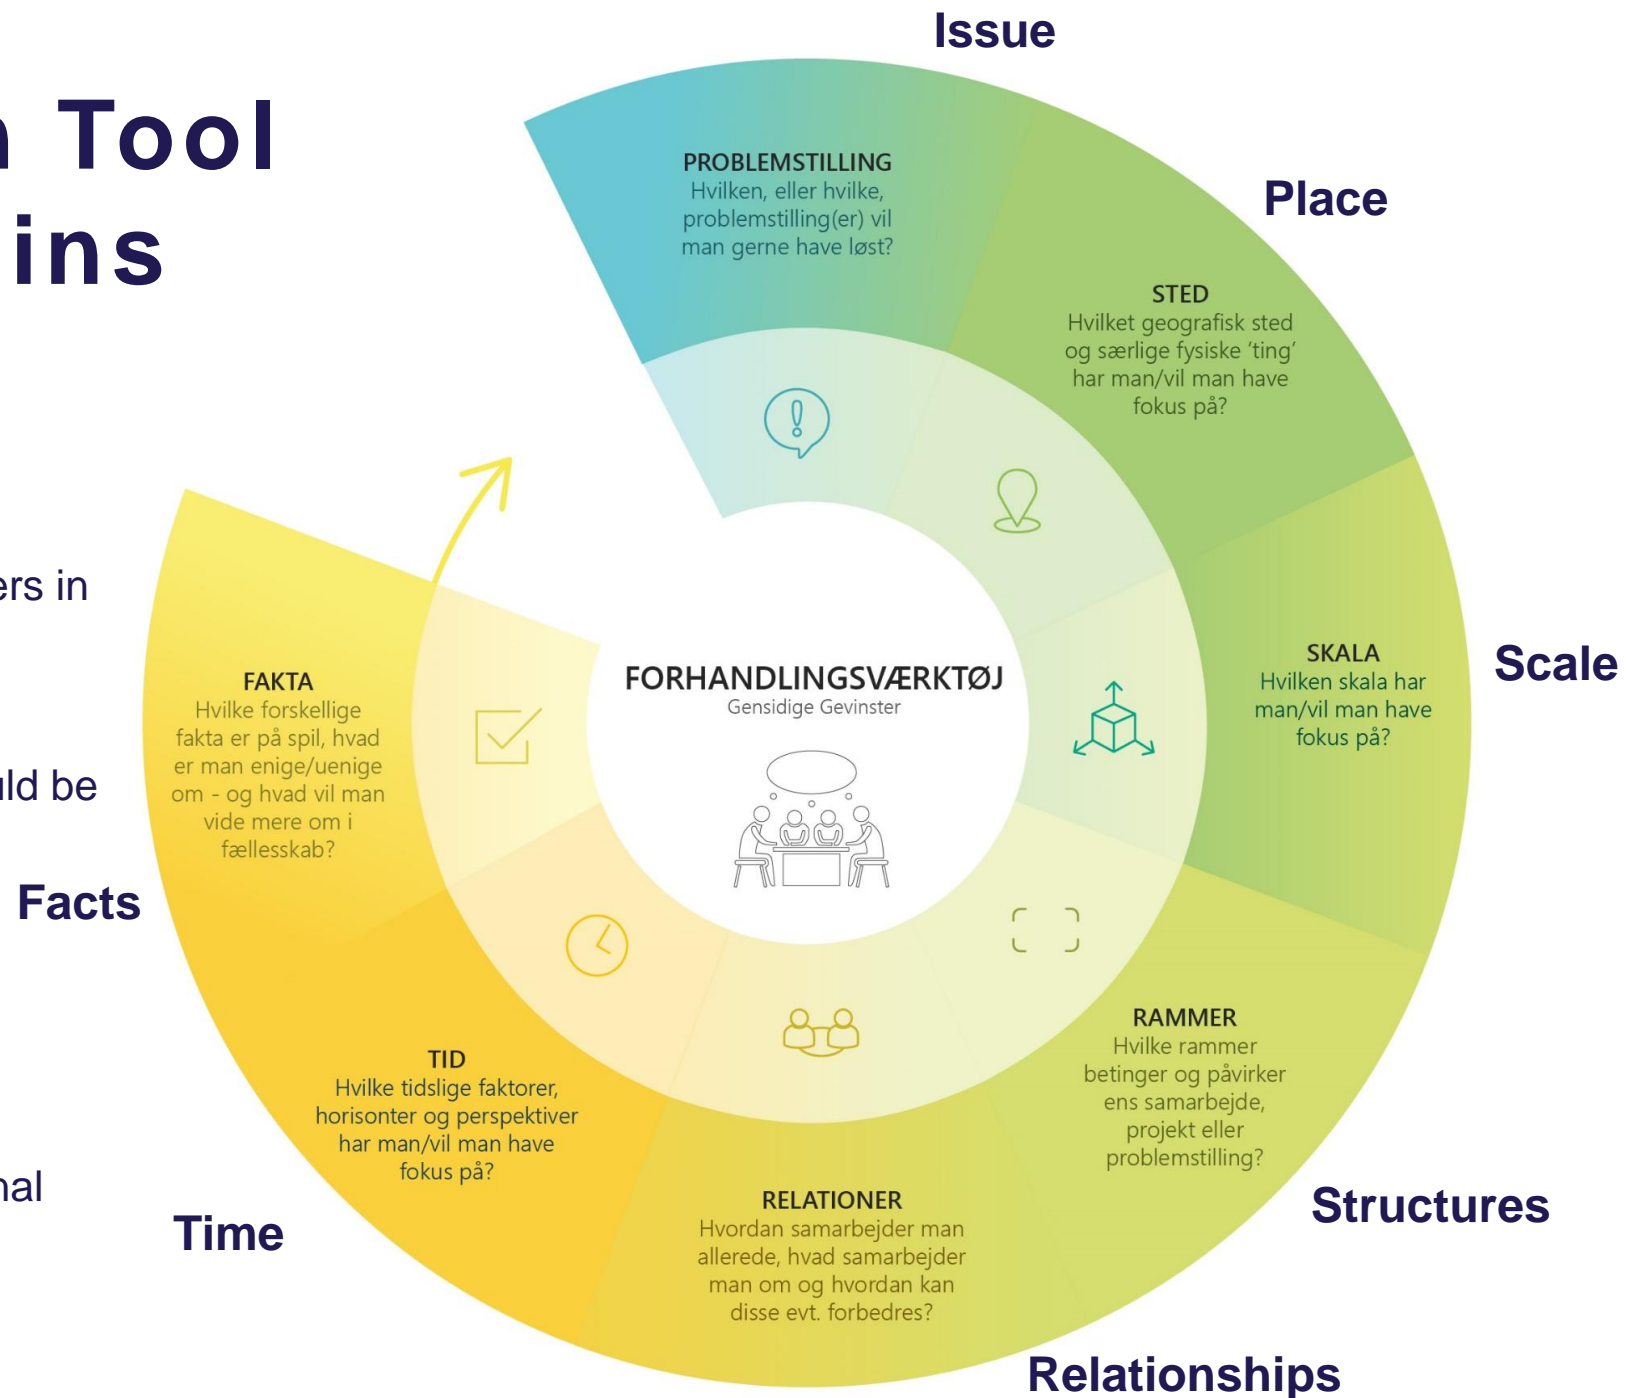 Tool
ins
ers in
uld be
nal
Issue
PROBLEMSTILLING
Hvilken, eller hvilke,
problemstilling(er) vil
man gerne have løst?
Place
STED
Hvilket geografisk sted
og særlige fysiske ‘ting’
har man/vil man have
fokus på?
Scale
SKALA
Hvilken skala har
man/vil man have
fokus på?
Structures
RAMMER
Hvilke rammer
betinger og påvirker
ens samarbejde,
projekt eller
problemstilling?
Relationships
RELATIONER
Hvordan samarbejder man
allerede, hvad samarbejder
man om og hvordan kan
disse evt. forbedres?
Time
TID
Hvilke tidslige faktorer,
horisonter og perspektiver
har man/vil man have
fokus på?
Facts
FAKTA
Hvilke forskellige
fakta er på spil, hvad
er man enige/uenige
om - og hvad vil man
vide mere om i
fællesskab?
FORHANDLINGSVÆRKTØJ
Gensidige Gevinster